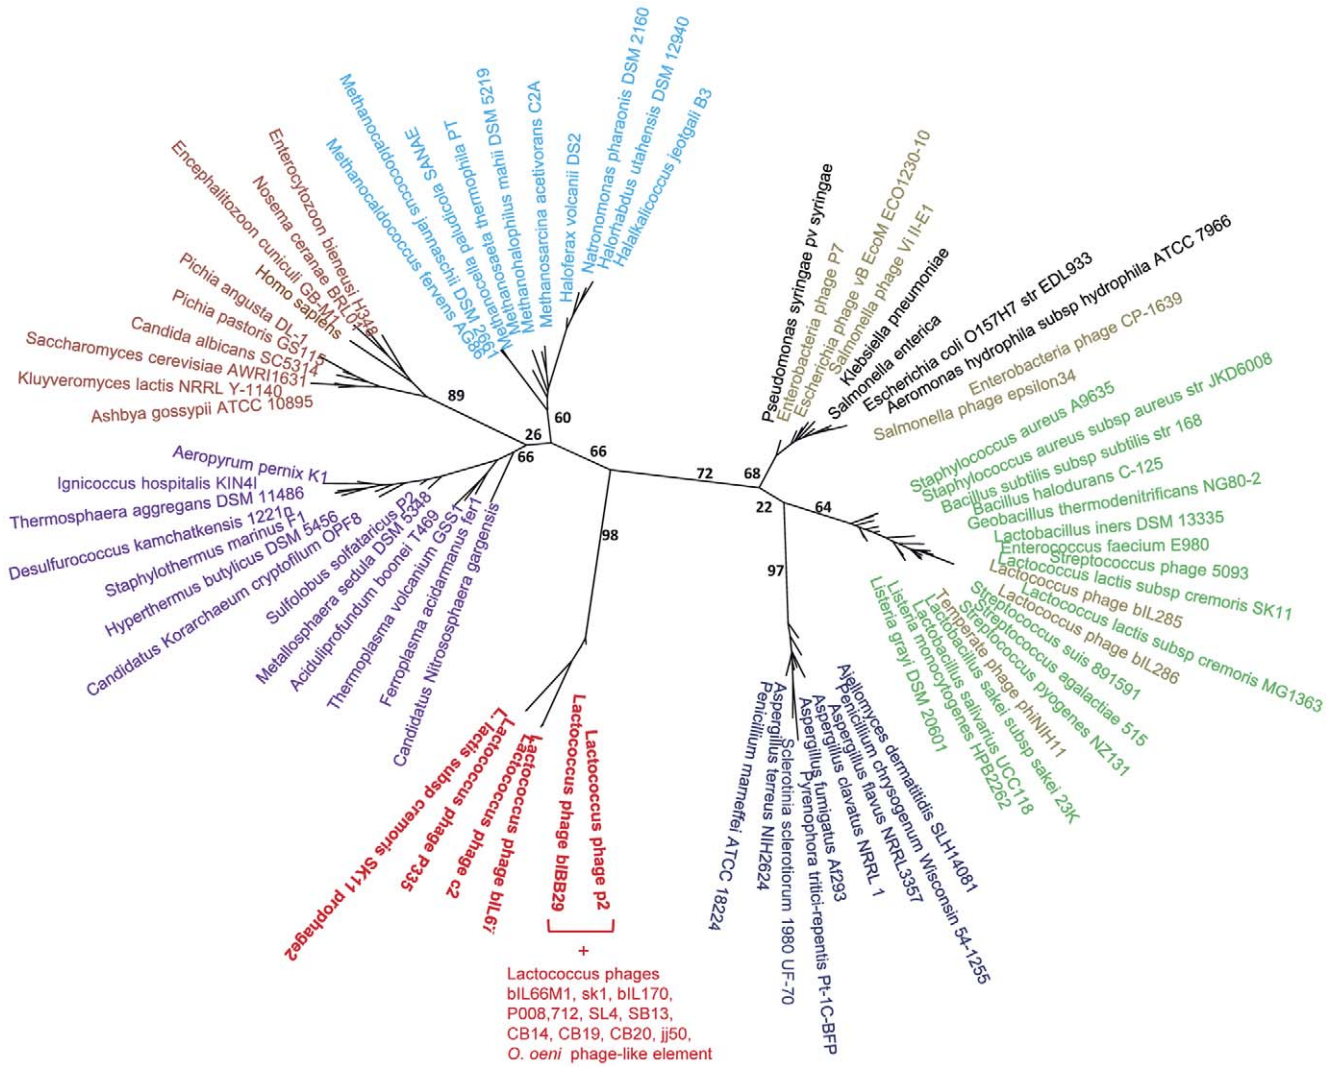 Methanocaldococcus fervens AG86
Methanocaldococcus jannaschii DSM 2661
Methanocella paludicola SANAE
Methanosaeta thermophila PT
Methanohalophilus mahii DSM 5219
Methanosarcina acetivorans C2A
Haloferax volcanii DS2
Natronomonas pharaonis DSM 2160
Halorhabdus utahensis DSM 12940
Halalkalicoccus jeotgali B3
Enterocytozoon bieneusi H348
Nosema ceranae BRL01
Encephalitozoon cuniculi GB-M1
Homo sapiens
Pichia angusta DL-1
Pichia pastoris GS115
Candida albicans SC5314
Saccharomyces cerevisiae AWRI1631
Kluyveromyces lactis NRRL Y-1140
Ashbya gossypii ATCC 10895
Aeropyrum pernix K1
Ignicoccus hospitalis KIN4I
Thermosphaera aggregans DSM 11486
Desulfurococcus kamchatkensis 1221n
Staphylothermus marinus F1
Hyperthermus butylicus DSM 5456
Candidatus Korarchaeum cryptofilum OPF8
Sulfolobus solfataricus P2
Metallosphaera sedula DSM 5348
Aciduliprofundum boonei T469
Thermoplasma volcanium GSS1
Ferroplasma acidarmanus fer1
Candidatus Nitrososphaera gargensis
Pseudomonas syringae pv syringae
Enterobacteria phage P7
Escherichia phage vB EcoM ECO1230-10
Salmonella phage Vi II-E1
Klebsiella pneumoniae
Salmonella enterica
Escherichia coli O157H7 str EDL933
Aeromonas hydrophila subsp hydrophila ATCC 7966
Enterobacteria phage CP-1639
Salmonella phage epsilon34
Staphylococcus aureus A9635
Staphylococcus aureus subsp aureus str JKD6008
Bacillus subtilis subsp subtilis str 168
Bacillus halodurans C-125
Geobacillus thermodenitrificans NG80-2
Lactobacillus iners DSM 13335
Enterococcus faecium E980
Streptococcus phage 5093
Lactococcus lactis subsp cremoris SK11
Lactococcus phage bIL285
Lactococcus lactis subsp cremoris MG1363
Lactococcus phage bIL286
Streptococcus suis 891591
Streptococcus agalactiae 515
Streptococcus pyogenes NZ131
Temperate phage phiNIH11
Lactobacillus sakei subsp sakei 23K
Lactobacillus salivarius UCC118
Listeria monocytogenes HPB2262
Listeria grayi DSM 20601
Ajellomyces dermatitidis SLH14081
Penicillium chrysogenum Wisconsin 54-1255
Aspergillus flavus NRRL3357
Aspergillus clavatus NRRL 1
Aspergillus fumigatus Af293
Pyrenophora tritici-repentis Pt-1C-BFP
Sclerotinia sclerotiorum 1980 UF-70
Aspergillus terreus NIH2624
Penicillium marneffei ATCC 18224
89
60
26
66
66
72
68
22
64
98
97
L. lactis subsp cremoris SK11 prophage2
Lactococcus phage P335
Lactococcus phage c2
Lactococcus phage bIL67
Lactococcus phage bIBB29
Lactococcus phage p2
+
Lactococcus phages
bIL66M1, sk1, bIL170,
P008,712, SL4, SB13,
CB14, CB19, CB20, jj50,
O. oeni phage-like element